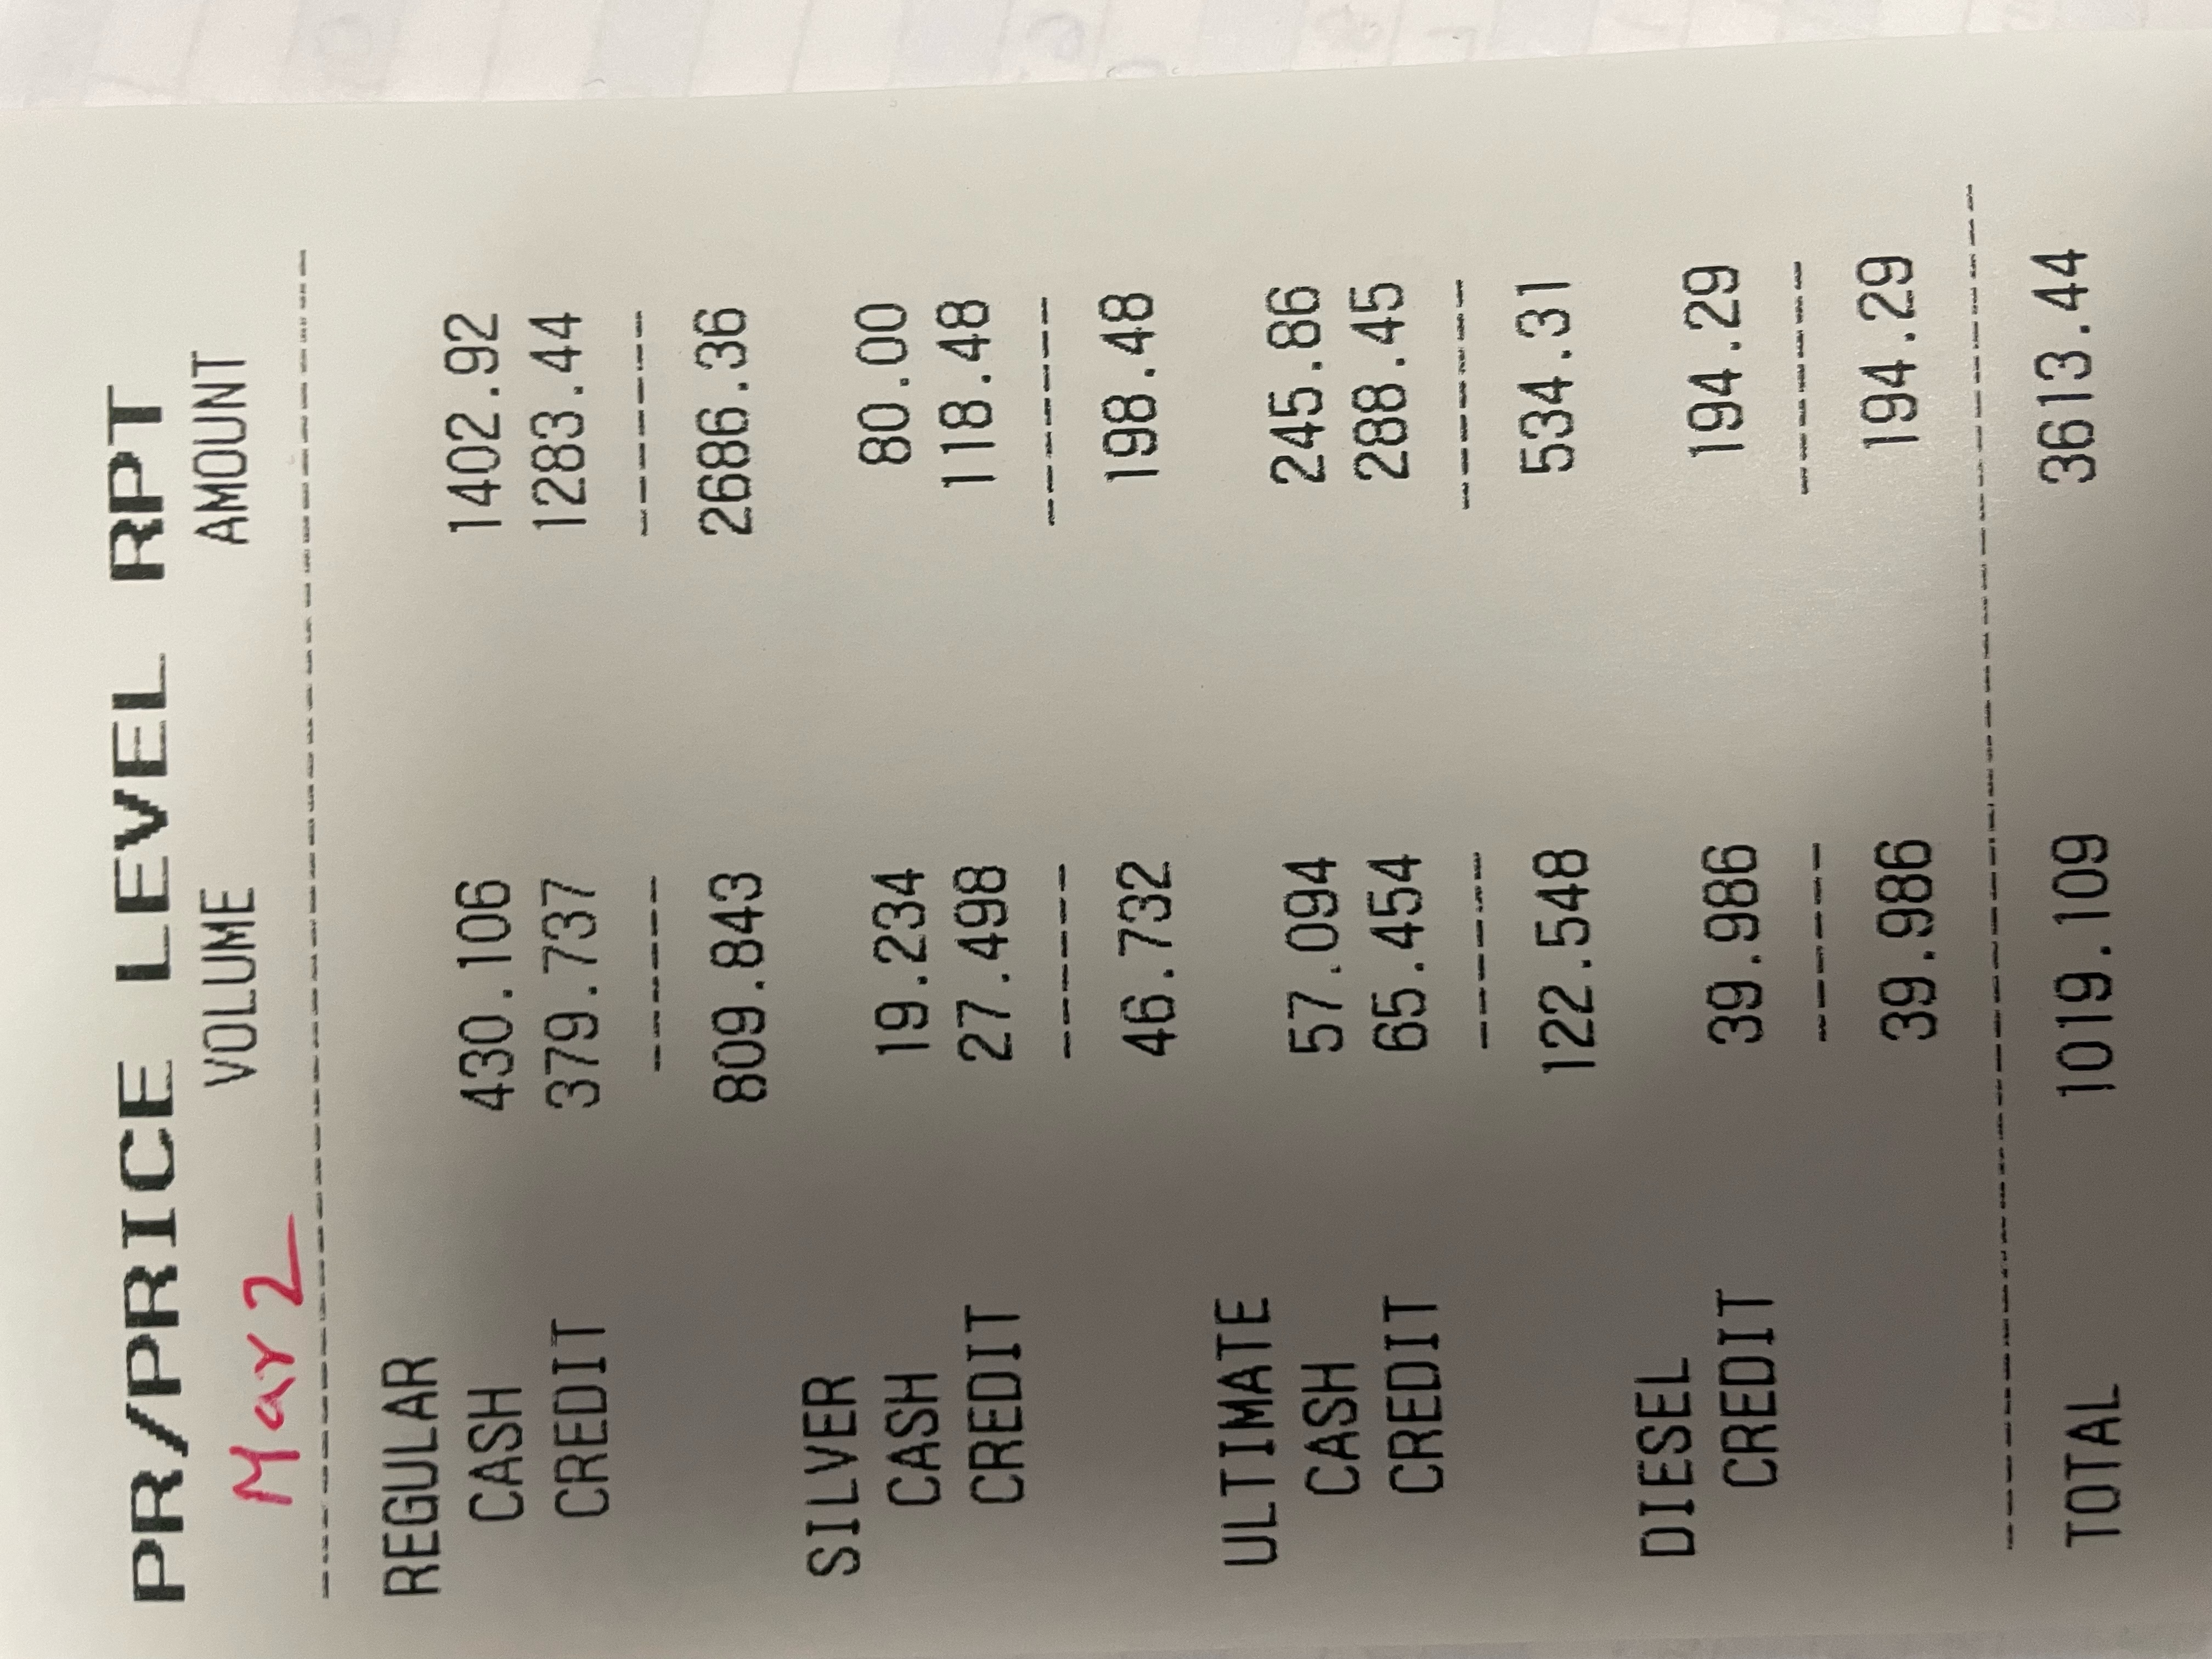 PR/PRICE LEVEL RPT
VOLUME AMOUNT
Mar 2
REGULAR
CASH 430.106 1402.92
CREDIT 379.737 1283.44
809.843 2686.36
SILVER
CASH 19.234 80.00
CREDIT 27.498 118.48
46.732 198.48
ULTIMATE
CASH 57.094 245.86
CREDIT 65.454 288.45
122.548 534.31
DIESEL
CREDIT 39.986 194.29
39.986 194.29
TOTAL 1019.109 3613.44